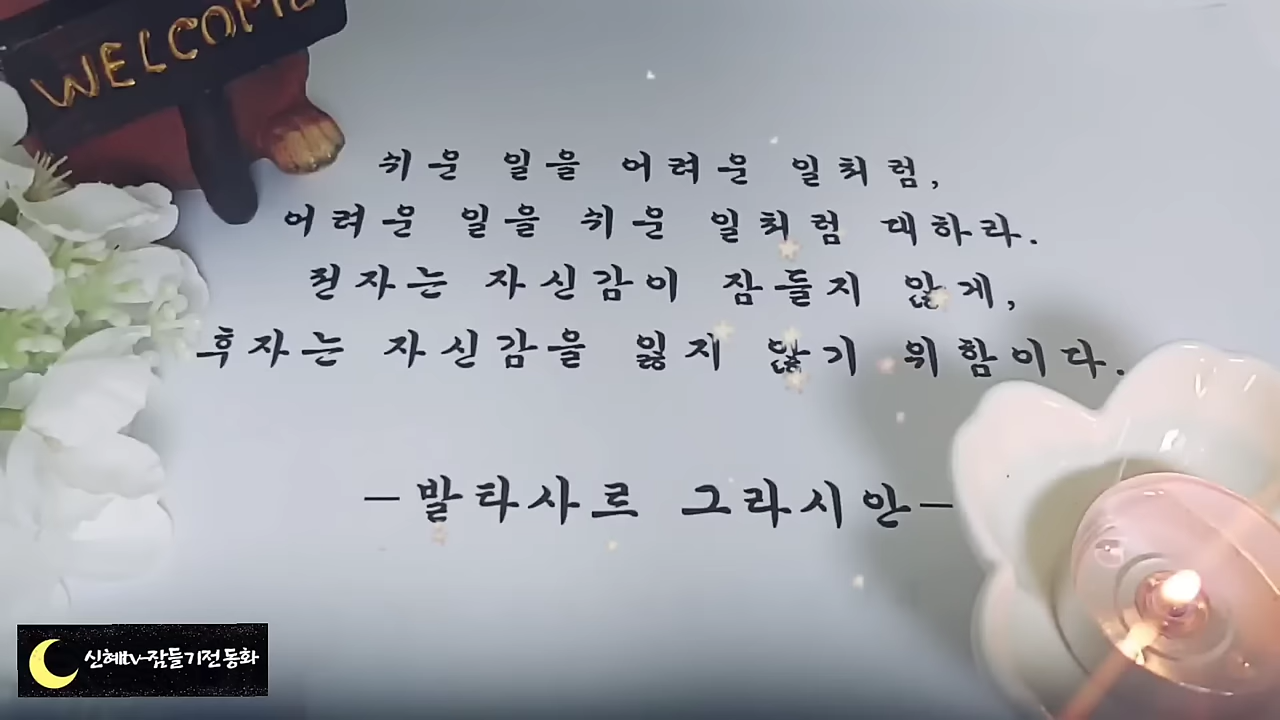 WELCOME
쉬운 일을 어려운 일처럼,
어려운 일을 쉬운 일처럼 대하라.
전자는 자신감이 잠들지 않게,
후자는 자신감을 잃지 않기 위함이다.
-발타사르 그라시안-
신혜tv-잠들기전동화